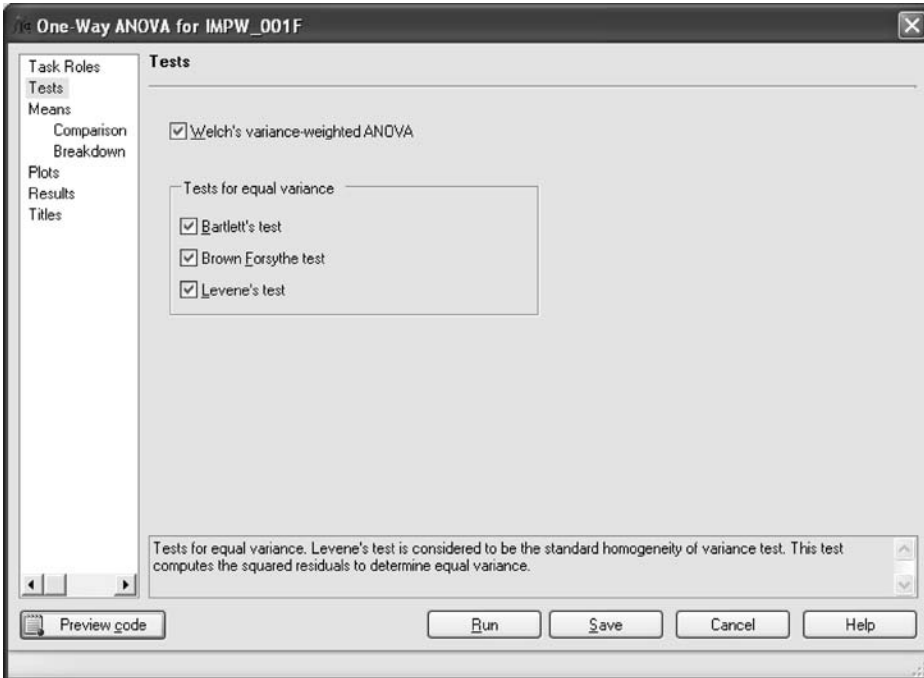 One-Way ANOVA for IMPW_001F
Task Roles
Tests
Means
Comparison
Breakdown
Plots
Results
Titles
Tests
Welch's variance-weighted ANOVA
Tests for equal variance
Bartlett's test
Brown Forsythe test
Levene's test
Tests for equal variance. Levene's test is considered to be the standard homogeneity of variance test. This test
computes the squared residuals to determine equal variance.
Preview code
Run
Save
Cancel
Help